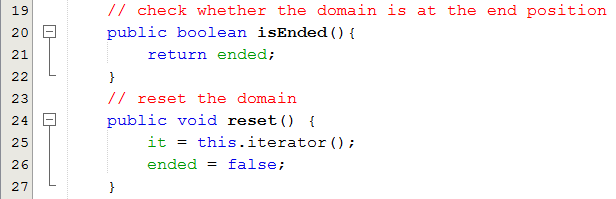 19 // check whether the domain is at the end position
20 public boolean isEnded(){
21 return ended;
22 }
23 // reset the domain
24 public void reset() {
25 it = this.iterator();
26 ended = false;
27 }